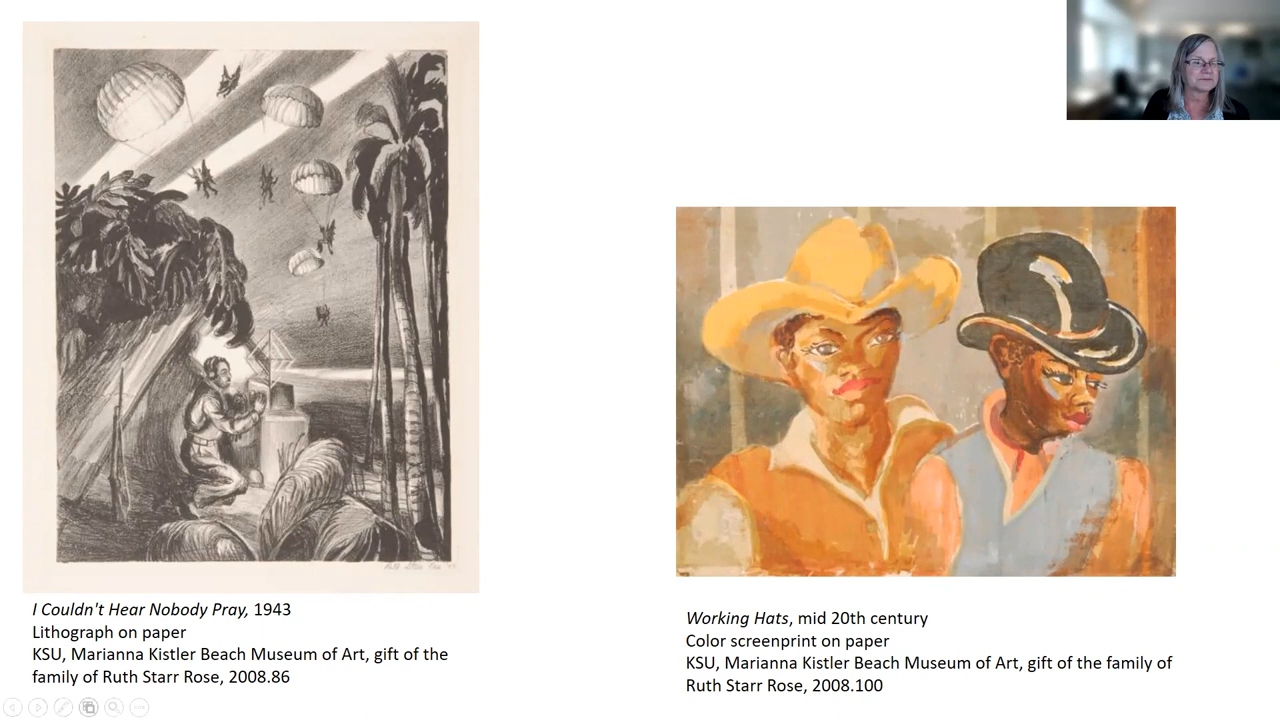 I Couldn't Hear Nobody Pray, 1943
Lithograph on paper
KSU, Marianna Kistler Beach Museum of Art, gift of the
family of Ruth Starr Rose, 2008.86
Working Hats, mid 20th century
Color screenprint on paper
KSU, Marianna Kistler Beach Museum of Art, gift of the family of
Ruth Starr Rose, 2008.100